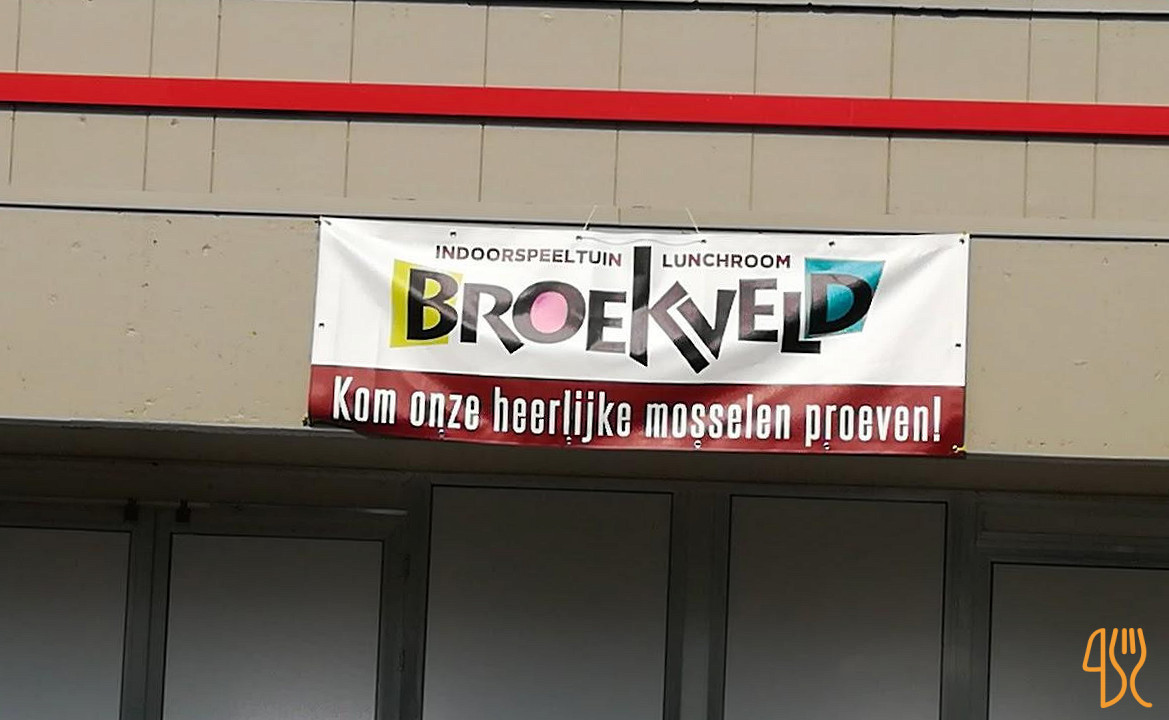 INDOORSPEELTUIN LUNCHROOM
BROEKVELD
Kom onze heerlijke mosselen proeven!